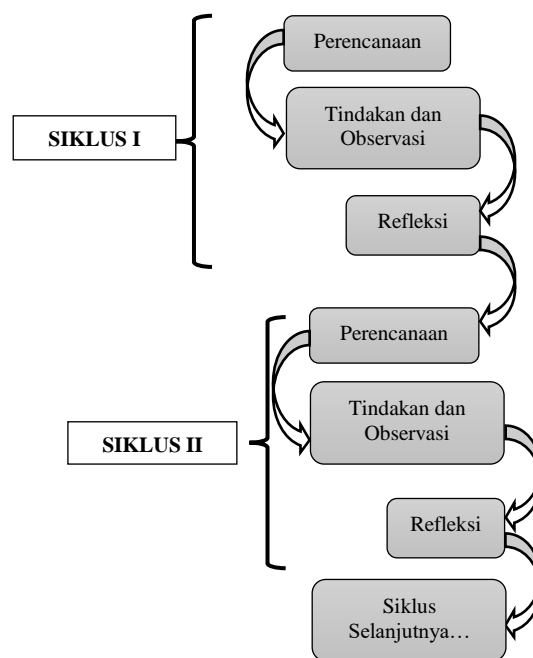 Perencanaan
Tindakan dan
Observasi
SIKLUS I
Refleksi
Perencanaan
Tindakan dan
Observasi
SIKLUS II
Refleksi
Siklus
Selanjutnya…